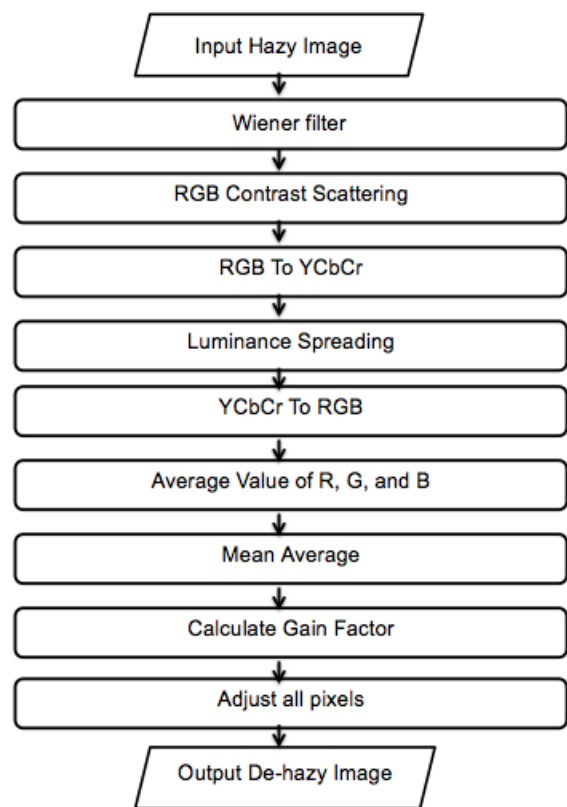 Input Hazy Image
Wiener filter
RGB Contrast Scattering
RGB To YCbCr
Luminance Spreading
YCbCr To RGB
Average Value of R, G, and B
Mean Average
Calculate Gain Factor
Adjust all pixels
Output De-hazy Image